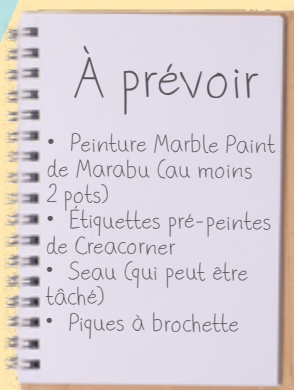 À prévoir
• Peinture Marble Paint
de Marabu (au moins
2 pots)
• Étiquettes pré-peintes
de Creacorner
• Seau (qui peut être
tâché)
• Piques à brochette